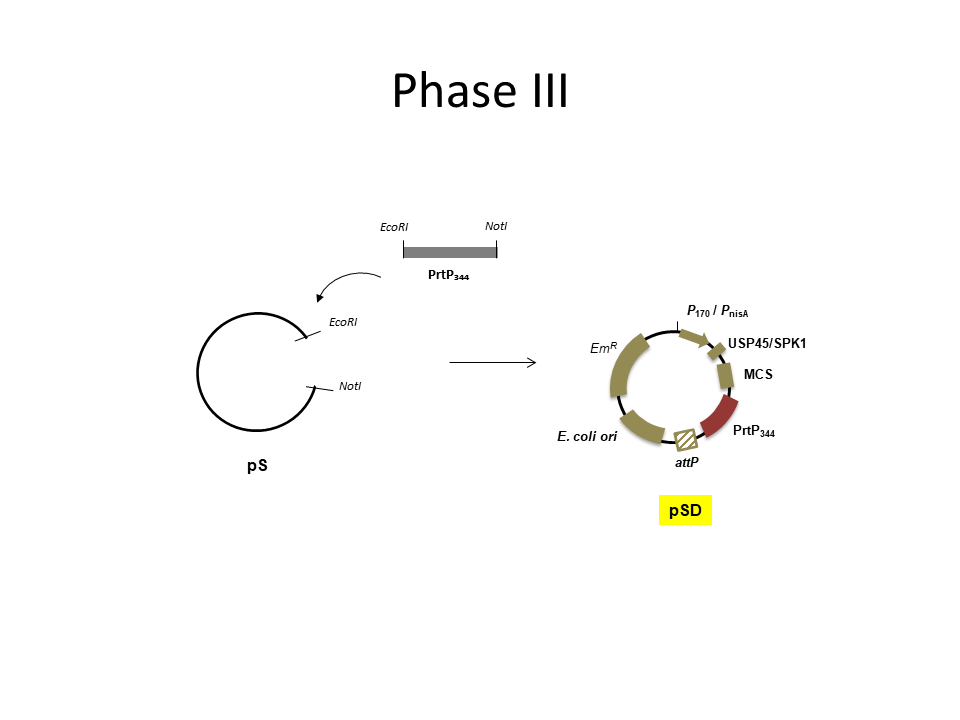 Phase III
EcoRI
NotI
PrtP₃₄₄
EcoRI
NotI
pS
P₁₇₀ / Pₙᵢₛₐ
USP45/SPK1
MCS
PrtP₃₄₄
attP
E. coli ori
Emᴿ
pSD